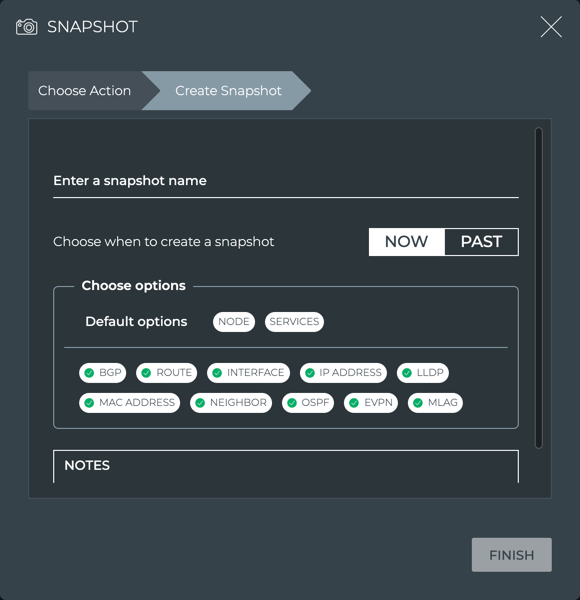 SNAPSHOT
Choose Action Create Snapshot
Enter a snapshot name
Choose when to create a snapshot NOW PAST
Choose options
Default options NODE SERVICES
BGP ROUTE INTERFACE IP ADDRESS LLDP
MAC ADDRESS NEIGHBOR OSPF EVPN MLAG
NOTES
FINISH